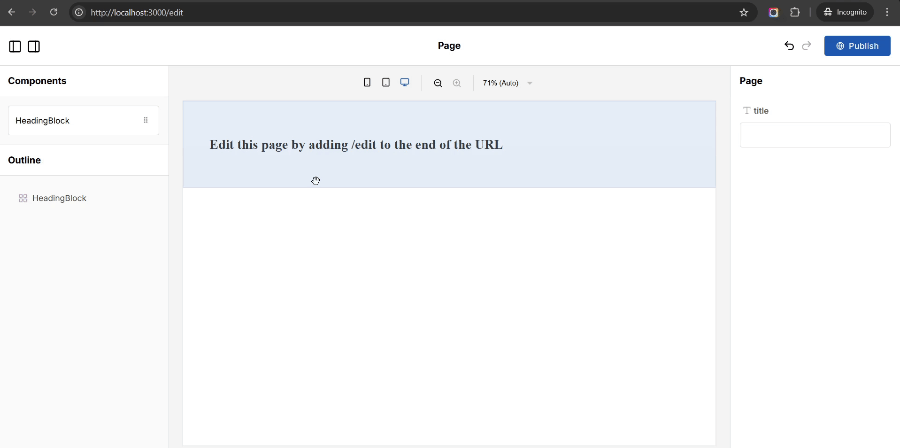 http://localhost:3000/edit
Incognito
Page
Publish
Components
HeadingBlock
Outline
HeadingBlock
71% (Auto)
Edit this page by adding /edit to the end of the URL
Page
title